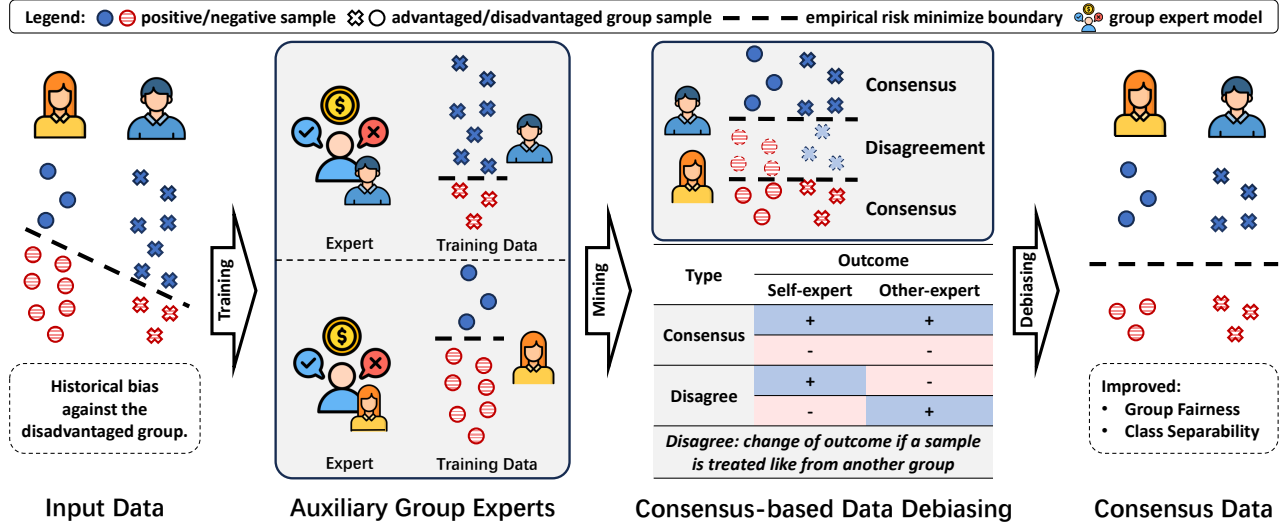 Legend: positive/negative sample advantaged/disadvantaged group sample empirical risk minimize boundary group expert model
Training
Historical bias
against the
disadvantaged group.
Input Data
$
Expert
Training Data
$
Expert
Training Data
Auxiliary Group Experts
Mining
Consensus
Disagreement
Consensus
Type
Outcome
Self-expert Other-expert
Consensus
+ +
- -
Disagree
+ -
- +
Disagree: change of outcome if a sample
is treated like from another group
Consensus-based Data Debiasing
Debiasing
Improved:
• Group Fairness
• Class Separability
Consensus Data